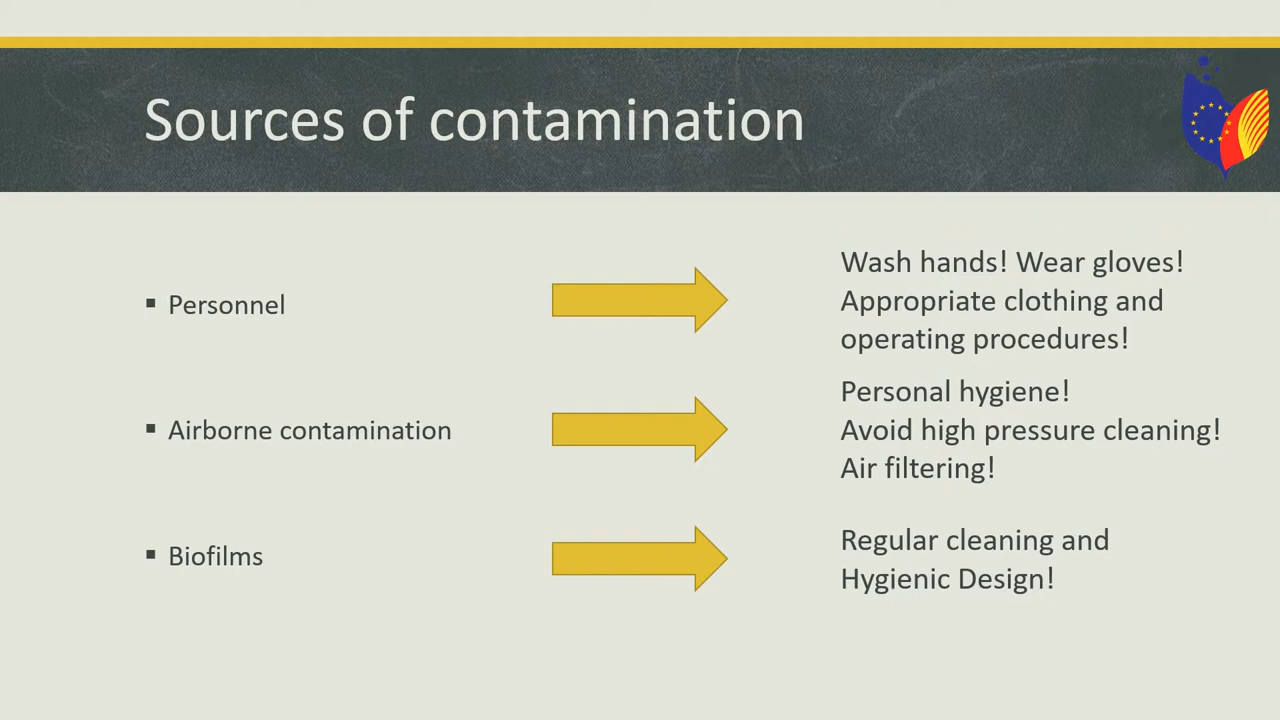 Sources of contamination
▪ Personnel
Wash hands! Wear gloves!
Appropriate clothing and
operating procedures!
▪ Airborne contamination
Personal hygiene!
Avoid high pressure cleaning!
Air filtering!
▪ Biofilms
Regular cleaning and
Hygienic Design!